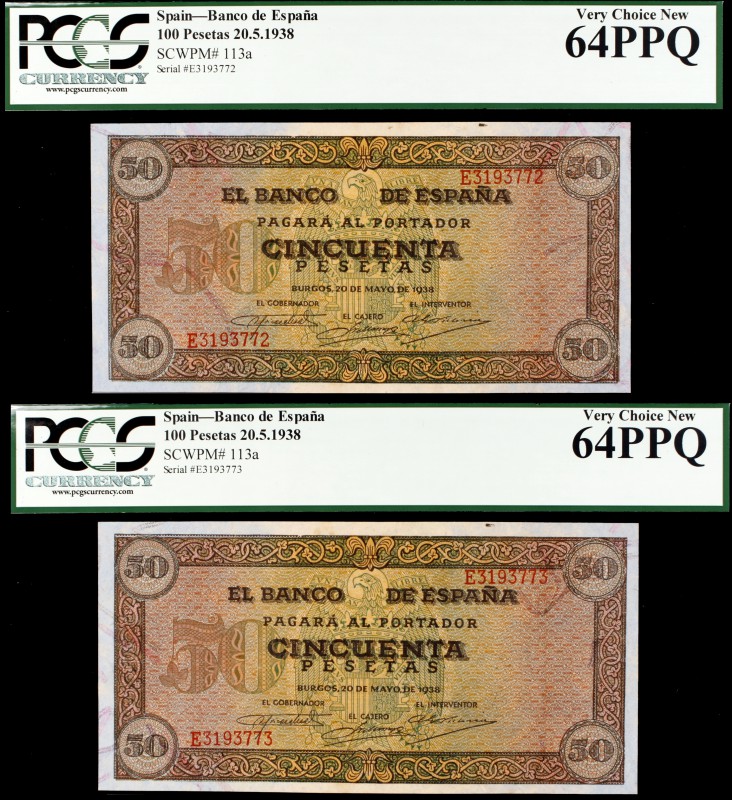 Spain—Banco de España
100 Pesetas 20.5.1938
SCWPM# 113a
Serial #E3193772
PCGS
CURRENCY
www.pcgscurrency.com
Very Choice New
64PPQ
50
50
E3193772
EL BANCO DE ESPAÑA
PAGARÁ AL PORTADOR
50
CINCUENTA
PESETAS
BURGOS, 20 DE MAYO DE 1938
EL GOBERNADOR EL CAJERO EL INTERVENTOR
E3193772
50
50
Spain—Banco de España
100 Pesetas 20.5.1938
SCWPM# 113a
Serial #E3193773
PCGS
CURRENCY
www.pcgscurrency.com
Very Choice New
64PPQ
50
50
E3193773
EL BANCO DE ESPAÑA
PAGARÁ AL PORTADOR
50
CINCUENTA
PESETAS
BURGOS, 20 DE MAYO DE 1938
EL GOBERNADOR EL CAJERO EL INTERVENTOR
E3193773
50
50